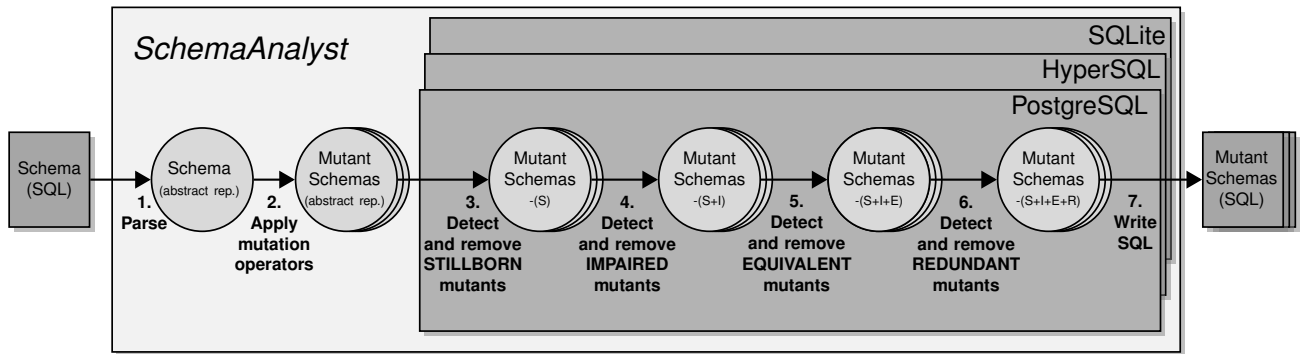 SchemaAnalyst
SQLite
HyperSQL
PostgreSQL
Schema
(SQL)
1.
Parse
Schema
(abstract rep.)
2.
Apply
mutation
operators
Mutant
Schemas
(abstract rep.)
3.
Detect
and remove
STILLBORN
mutants
Mutant
Schemas
-(S)
4.
Detect
and remove
IMPAIRED
mutants
Mutant
Schemas
-(S+I)
5.
Detect
and remove
EQUIVALENT
mutants
Mutant
Schemas
-(S+I+E)
6.
Detect
and remove
REDUNDANT
mutants
Mutant
Schemas
-(S+I+E+R)
7.
Write
SQL
Mutant
Schemas
(SQL)